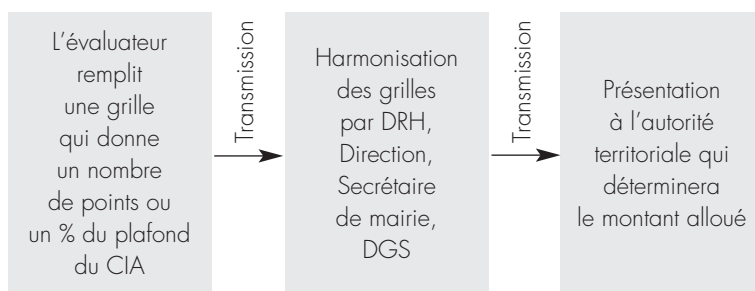 L’évaluateur
remplit
une grille
qui donne
un nombre
de points ou
un % du plafond
du CIA
Transmission
Harmonisation
des grilles
par DRH,
Direction,
Secrétaire
de mairie,
DGS
Transmission
Présentation
à l’autorité
territoriale qui
déterminera
le montant alloué